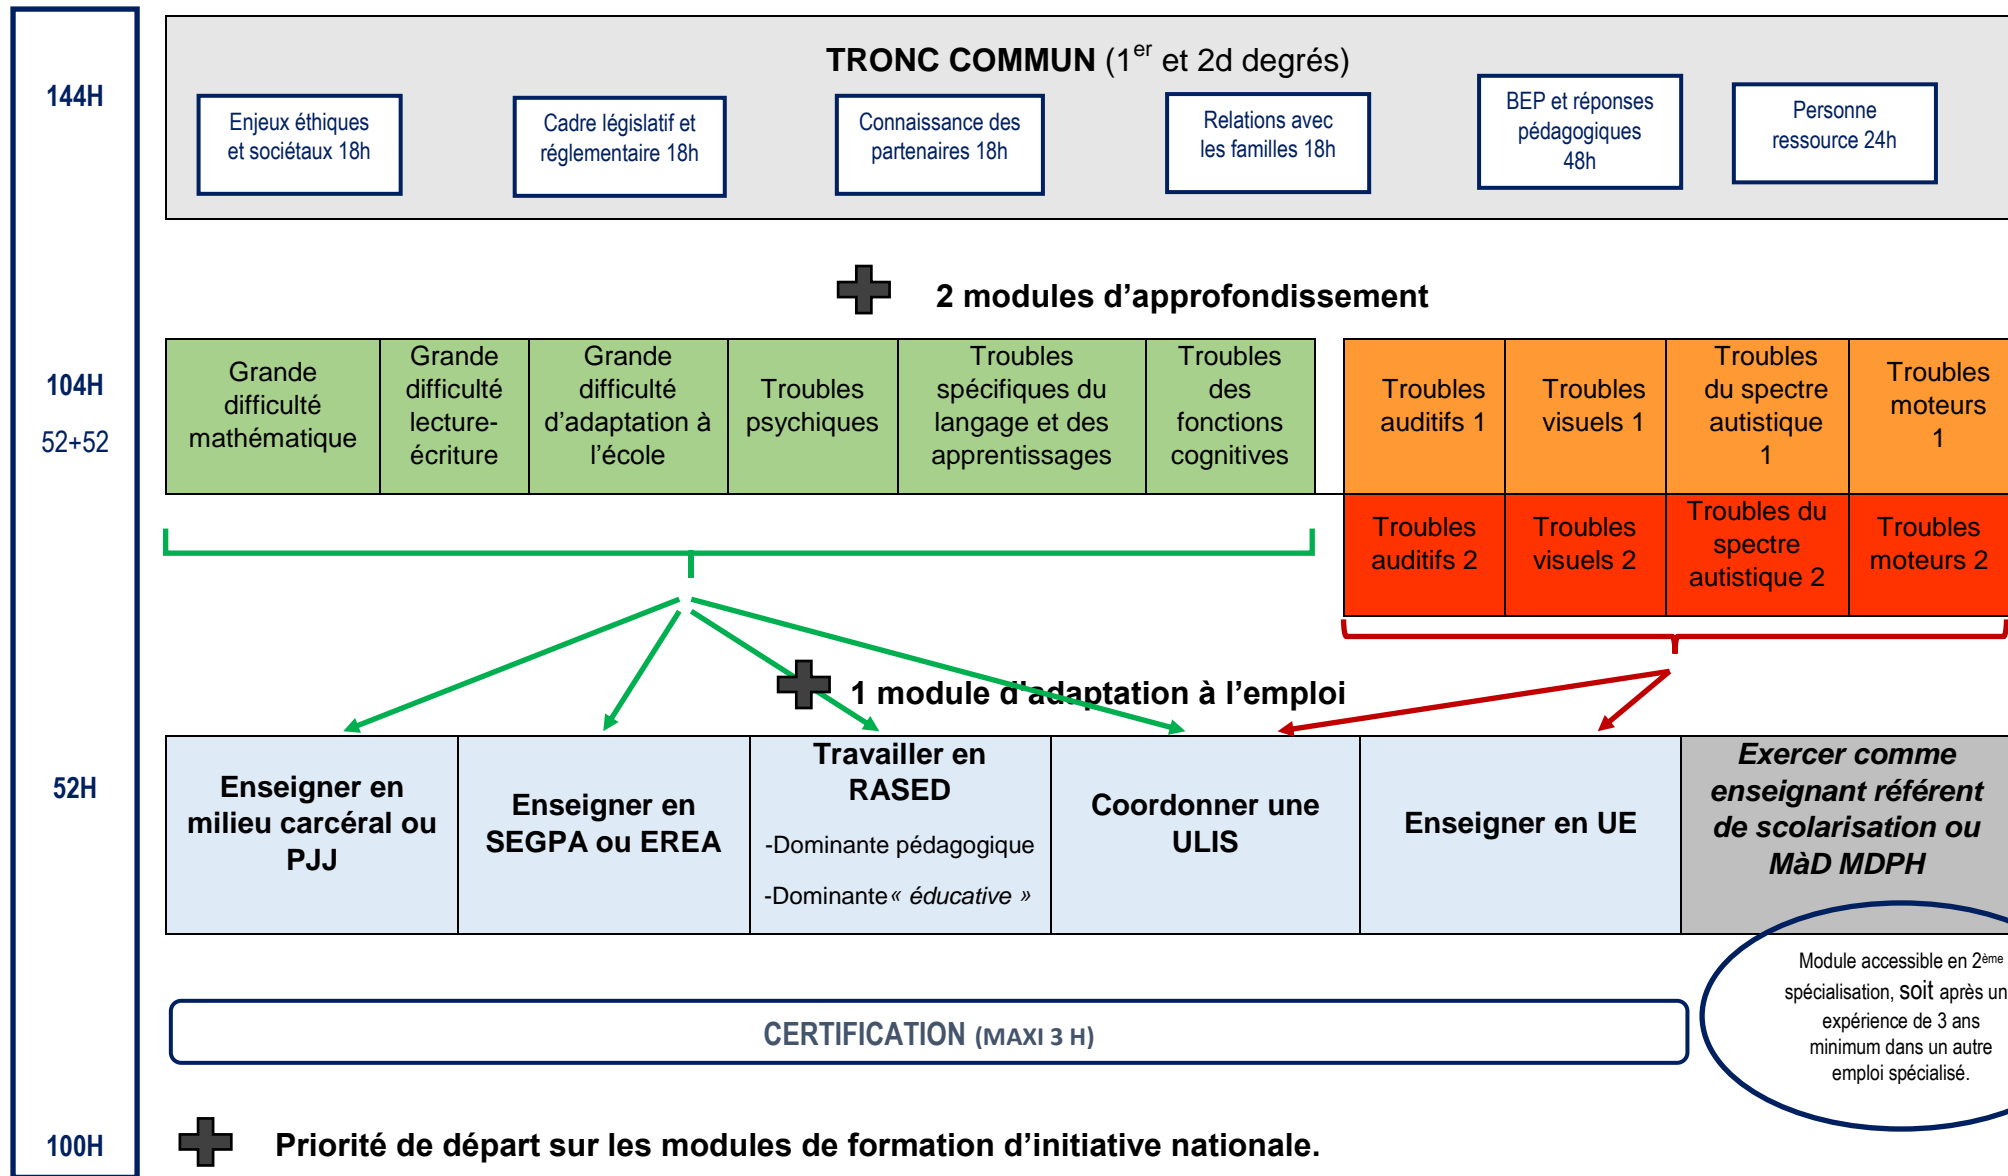 TRONC COMMUN (1er et 2d degrés)
144H
Enjeux éthiques
et sociétaux 18h
Cadre législatif et
réglementaire 18h
Connaissance des
partenaires 18h
Relations avec
les familles 18h
BEP et réponses
pédagogiques
48h
Personne
ressource 24h
2 modules d’approfondissement
104H
52+52
Grande
difficulté
mathématique
Grande
difficulté
lecture-
écriture
Grande
difficulté
d’adaptation à
l’école
Troubles
psychiques
Troubles
spécifiques du
langage et des
apprentissages
Troubles
des
fonctions
cognitives
Troubles
auditifs 1
Troubles
visuels 1
Troubles
du spectre
autistique
1
Troubles
moteurs
1
Troubles
auditifs 2
Troubles
visuels 2
Troubles du
spectre
autistique 2
Troubles
moteurs 2
1 module d’adaptation à l’emploi
52H
Enseigner en
milieu carcéral ou
PJJ
Enseigner en
SEGPA ou EREA
Travailler en
RASED
-Dominante pédagogique
-Dominante« éducative »
Coordonner une
ULIS
Enseigner en UE
Exercer comme
enseignant référent
de scolarisation ou
MàD MDPH
Module accessible en 2ème
spécialisation, soit après un
expérience de 3 ans
minimum dans un autre
emploi spécialisé.
CERTIFICATION (MAXI 3 H)
100H
Priorité de départ sur les modules de formation d’initiative nationale.